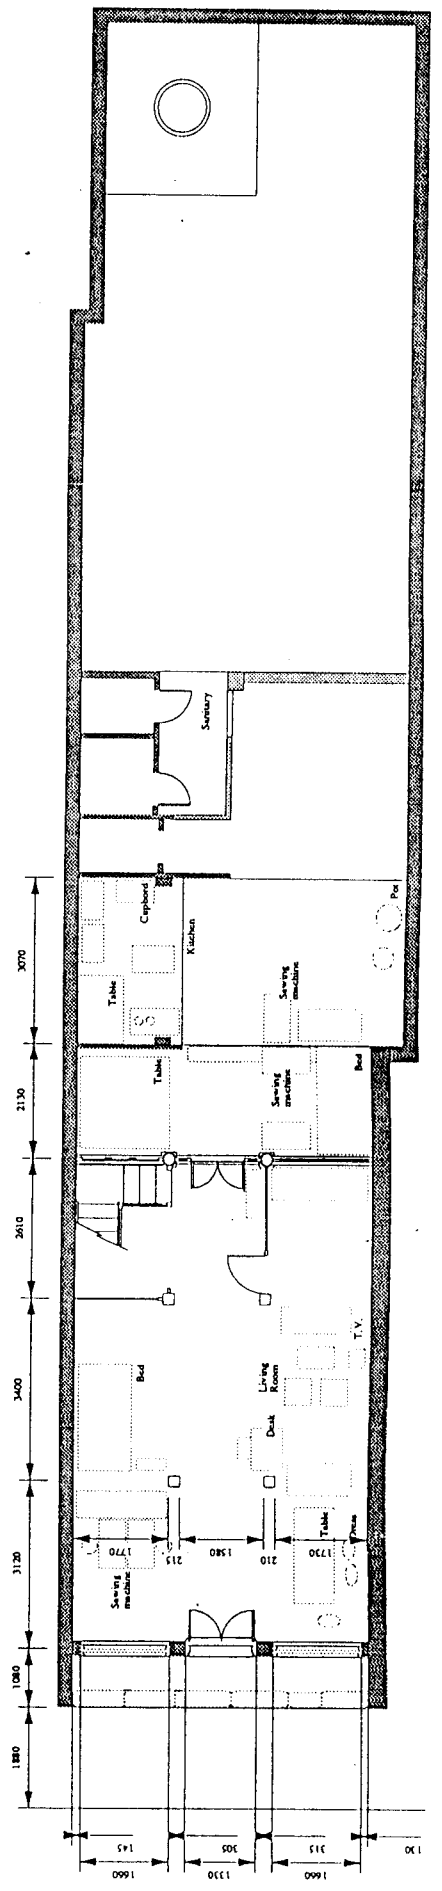 Sanitary
Cupbord
Kitchen
Table
Pot
Sewing
machine
Table
Sewing
machine
Bed
Bed
Living
Room
T.V.
Desk
Table
Sewing
machine
3070
2130
2610
3400
3120
1080
1880
1770
215
1580
210
1730
1660
145
305
1330
315
1660
130